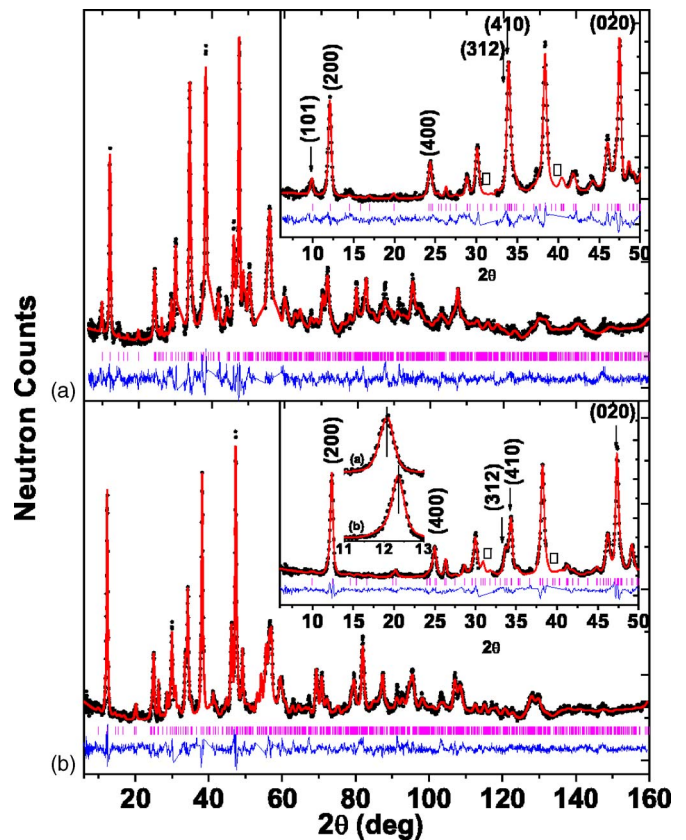 Neutron Counts
(a)
(101)
(200)
(400)
(312)
(410)
(020)
10 15 20 25 30 35 40 45 50
2θ
(b)
(200)
(400)
(312)
(410)
(020)
(a)
(b)
11 12 13
10 15 20 25 30 35 40 45 50
2θ
20 40 60 80 100 120 140 160
2θ (deg)